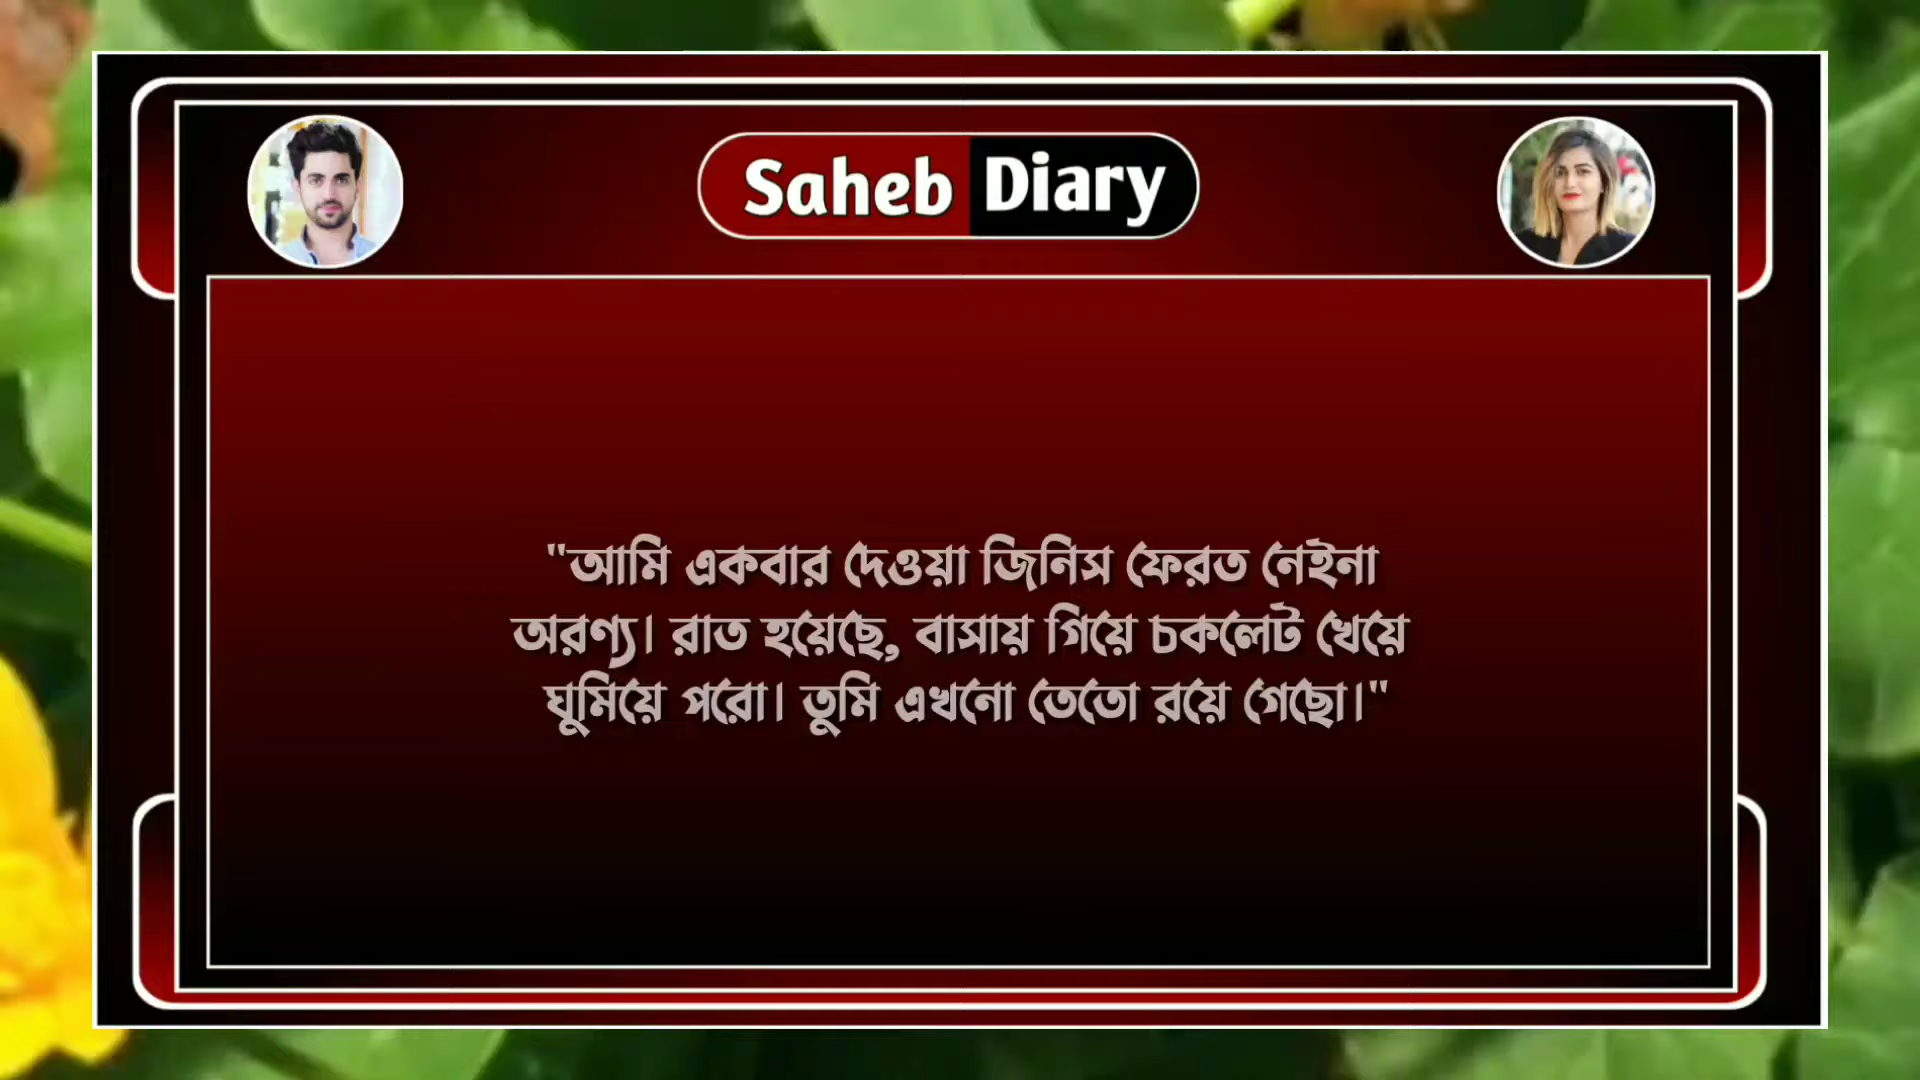 Saheb Diary
"আমি একবার দেওয়া জিনিস ফেরত নেইনা
অরণ্য। রাত হয়েছে, বাসায় গিয়ে চকলেট খেয়ে
ঘুমিয়ে পরো। তুমি এখনো তেতো রয়ে গেছো।"